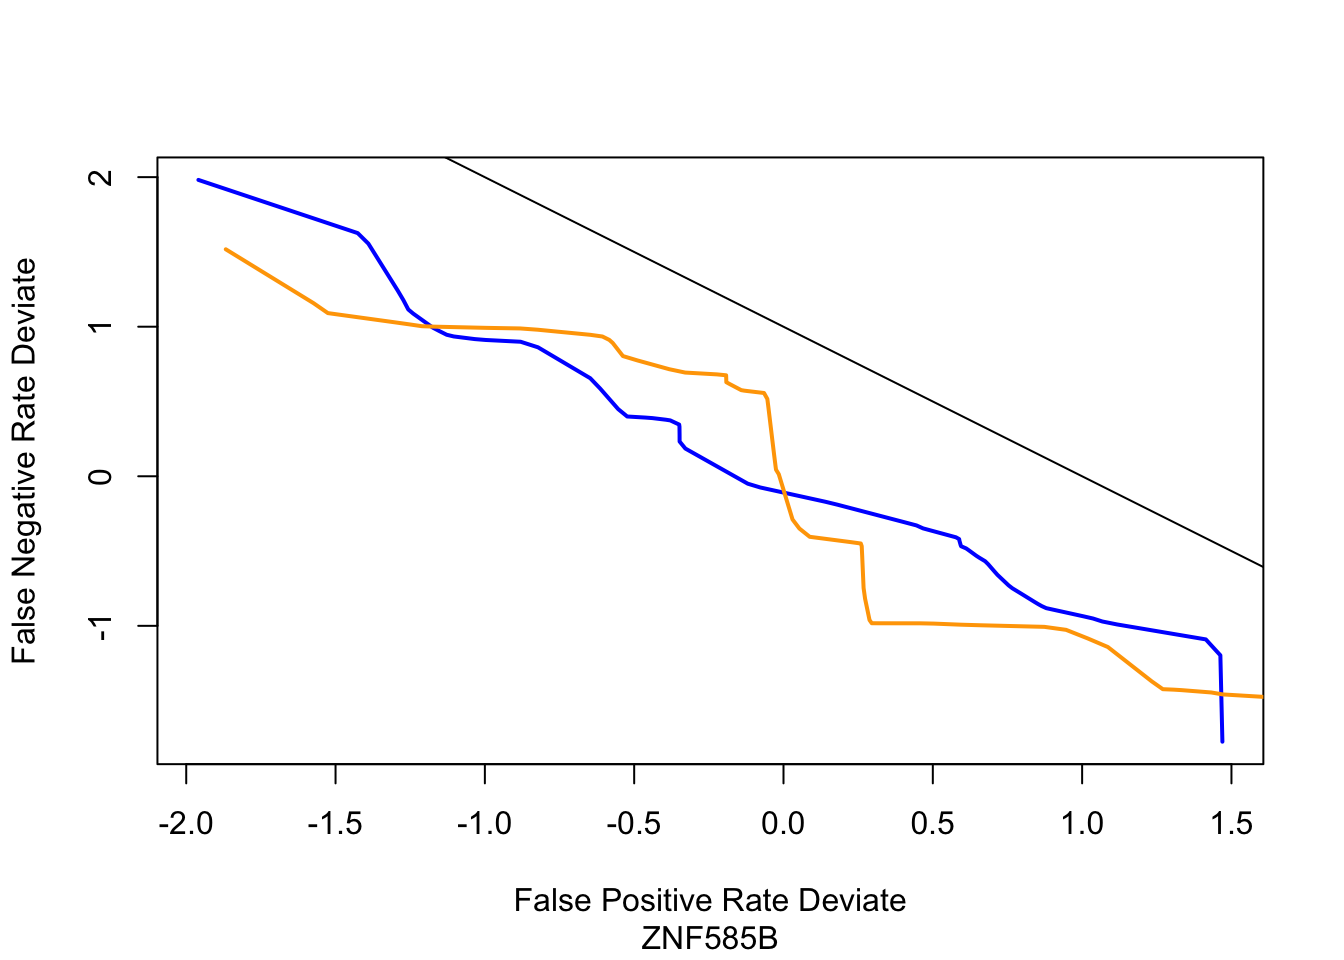 False Negative Rate Deviate
2
1
0
-1
-2.0 -1.5 -1.0 -0.5 0.0 0.5 1.0 1.5
False Positive Rate Deviate
ZNF585B